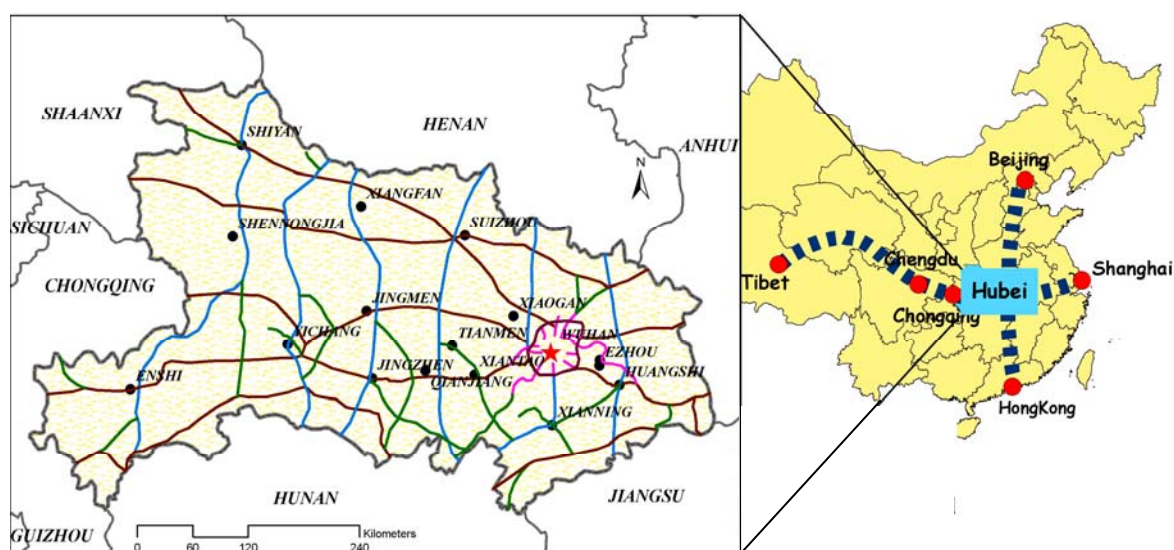 SHAANXI
HENAN
ANHUI
SHIYAN
N
XIANGFAN
SHENNONGJIA
SUIZHOU
SICHUAN
CHONGQING
JINGMEN
XIAOGAN
YICHANG
TIANMEN
WUHAN
EZHOU
JINGZHEN
XIANTAO
QIANJIANG
HUANGSHI
ENSHI
XIANNING
HUNAN
JIANGSU
GUIZHOU
Kilometers
0 60 120 240
Beijing
Chengdu
Shanghai
Tibet
Hubei
Chongqing
HongKong